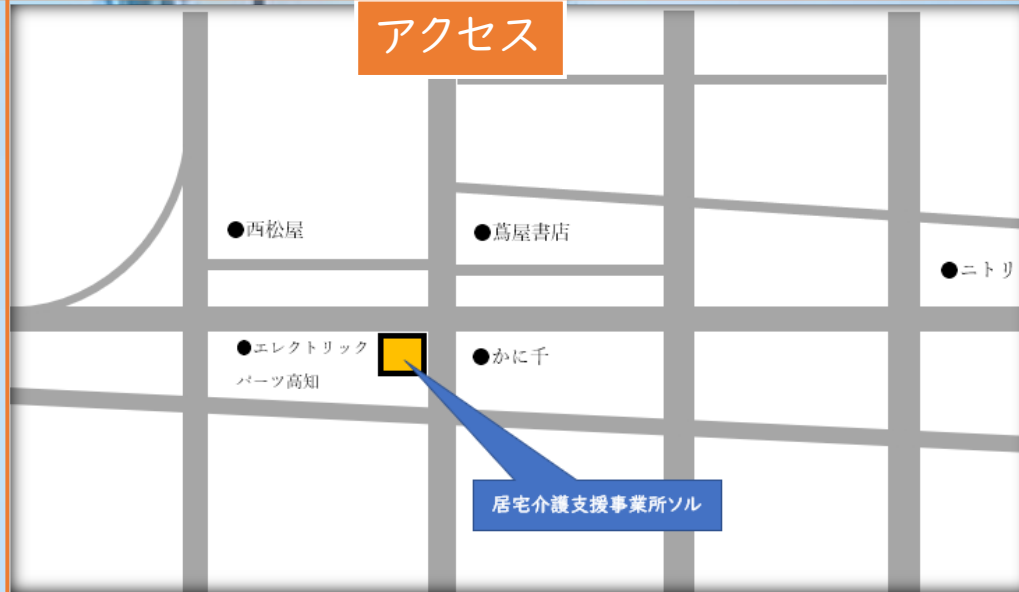 アクセス
●西松屋
●蔦屋書店
●ニトリ
●エレクトリック
パーツ高知
●かに千
居宅介護支援事業所ソル